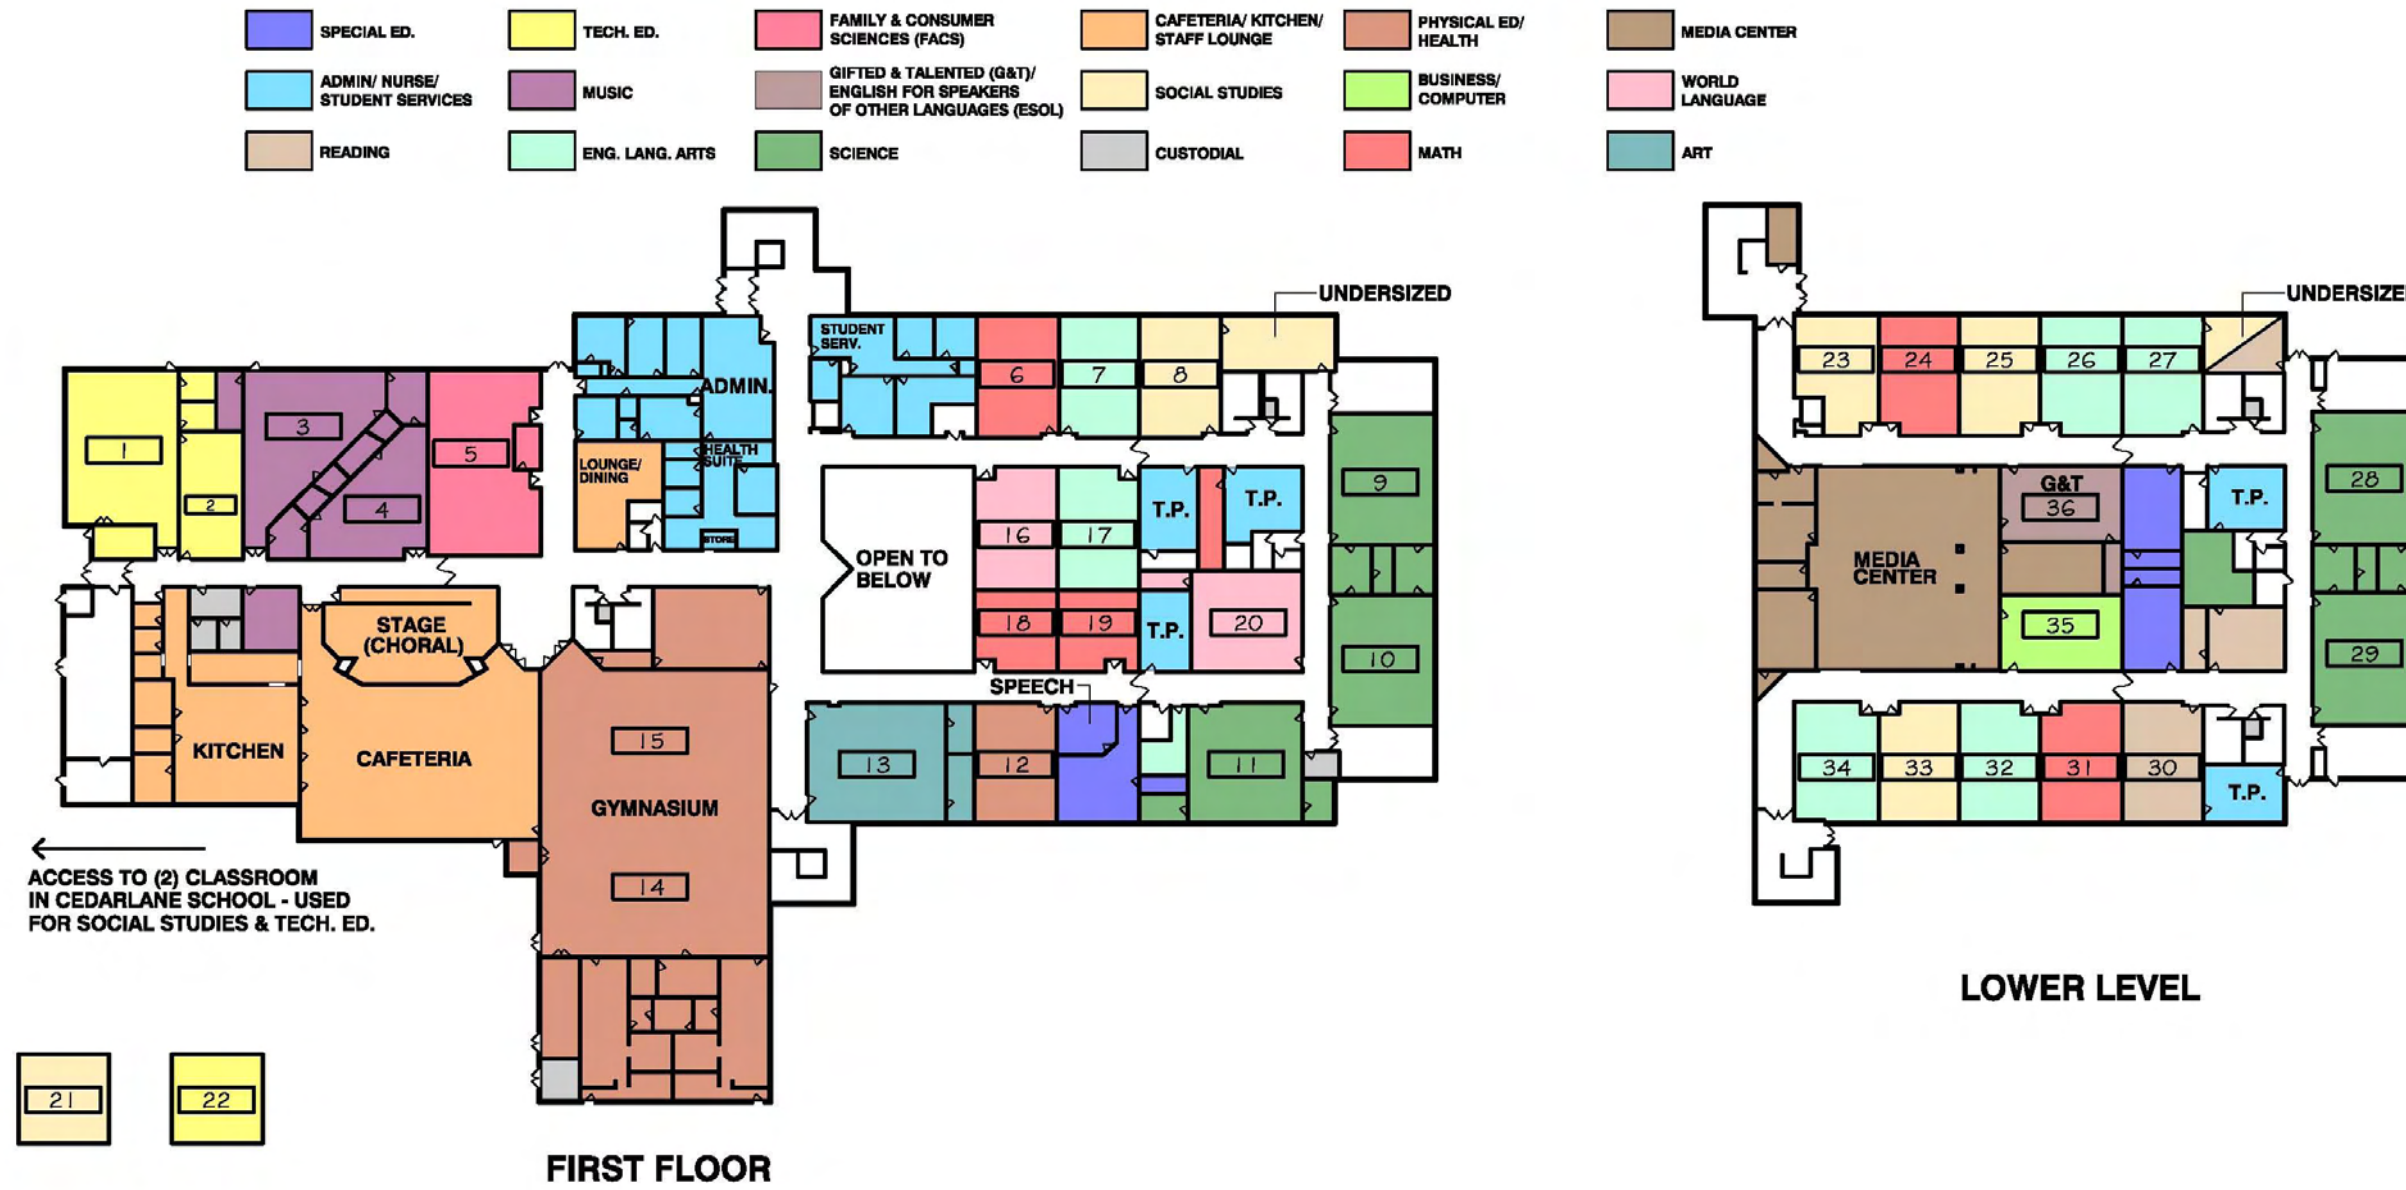 SPECIAL ED.
TECH. ED.
FAMILY & CONSUMER
SCIENCES (FACS)
CAFETERIA/ KITCHEN/
STAFF LOUNGE
PHYSICAL ED/
HEALTH
MEDIA CENTER
ADMIN/ NURSE/
STUDENT SERVICES
MUSIC
GIFTED & TALENTED (G&T)/
ENGLISH FOR SPEAKERS
OF OTHER LANGUAGES (ESOL)
SOCIAL STUDIES
BUSINESS/
COMPUTER
WORLD
LANGUAGE
READING
ENG. LANG. ARTS
SCIENCE
CUSTODIAL
MATH
ART
UNDERSIZED
STUDENT
SERV.
ADMIN.
6
7
8
1
2
3
4
5
LOUNGE/
DINING
HEALTH
SUITE
STORE
9
T.P.
T.P.
16
17
OPEN TO
BELOW
18
19
T.P.
20
10
STAGE
(CHORAL)
SPEECH
KITCHEN
CAFETERIA
15
GYMNASIUM
14
13
12
11
ACCESS TO (2) CLASSROOM
IN CEDARLANE SCHOOL - USED
FOR SOCIAL STUDIES & TECH. ED.
21
22
FIRST FLOOR
UNDERSIZE
23
24
25
26
27
28
G&T
36
T.P.
MEDIA
CENTER
35
29
34
33
32
31
30
T.P.
LOWER LEVEL